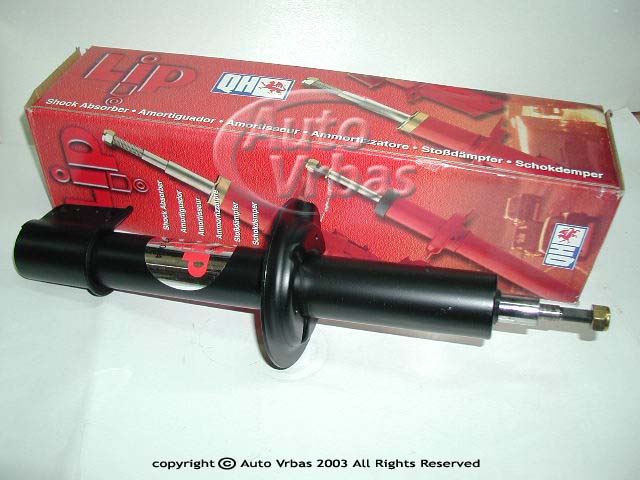 Lip
QH
Shock Absorber • Amortiguador • Amortisseur • Ammortizzatore • Stoßdämpfer • Schokdemper
Auto
Vrbas
Lip
Shock Absorber
Amortiguador
Amortisseur
Ammortizzatore
Stoßdämpfer
Schokdemper
QH
copyright © Auto Vrbas 2003 All Rights Reserved